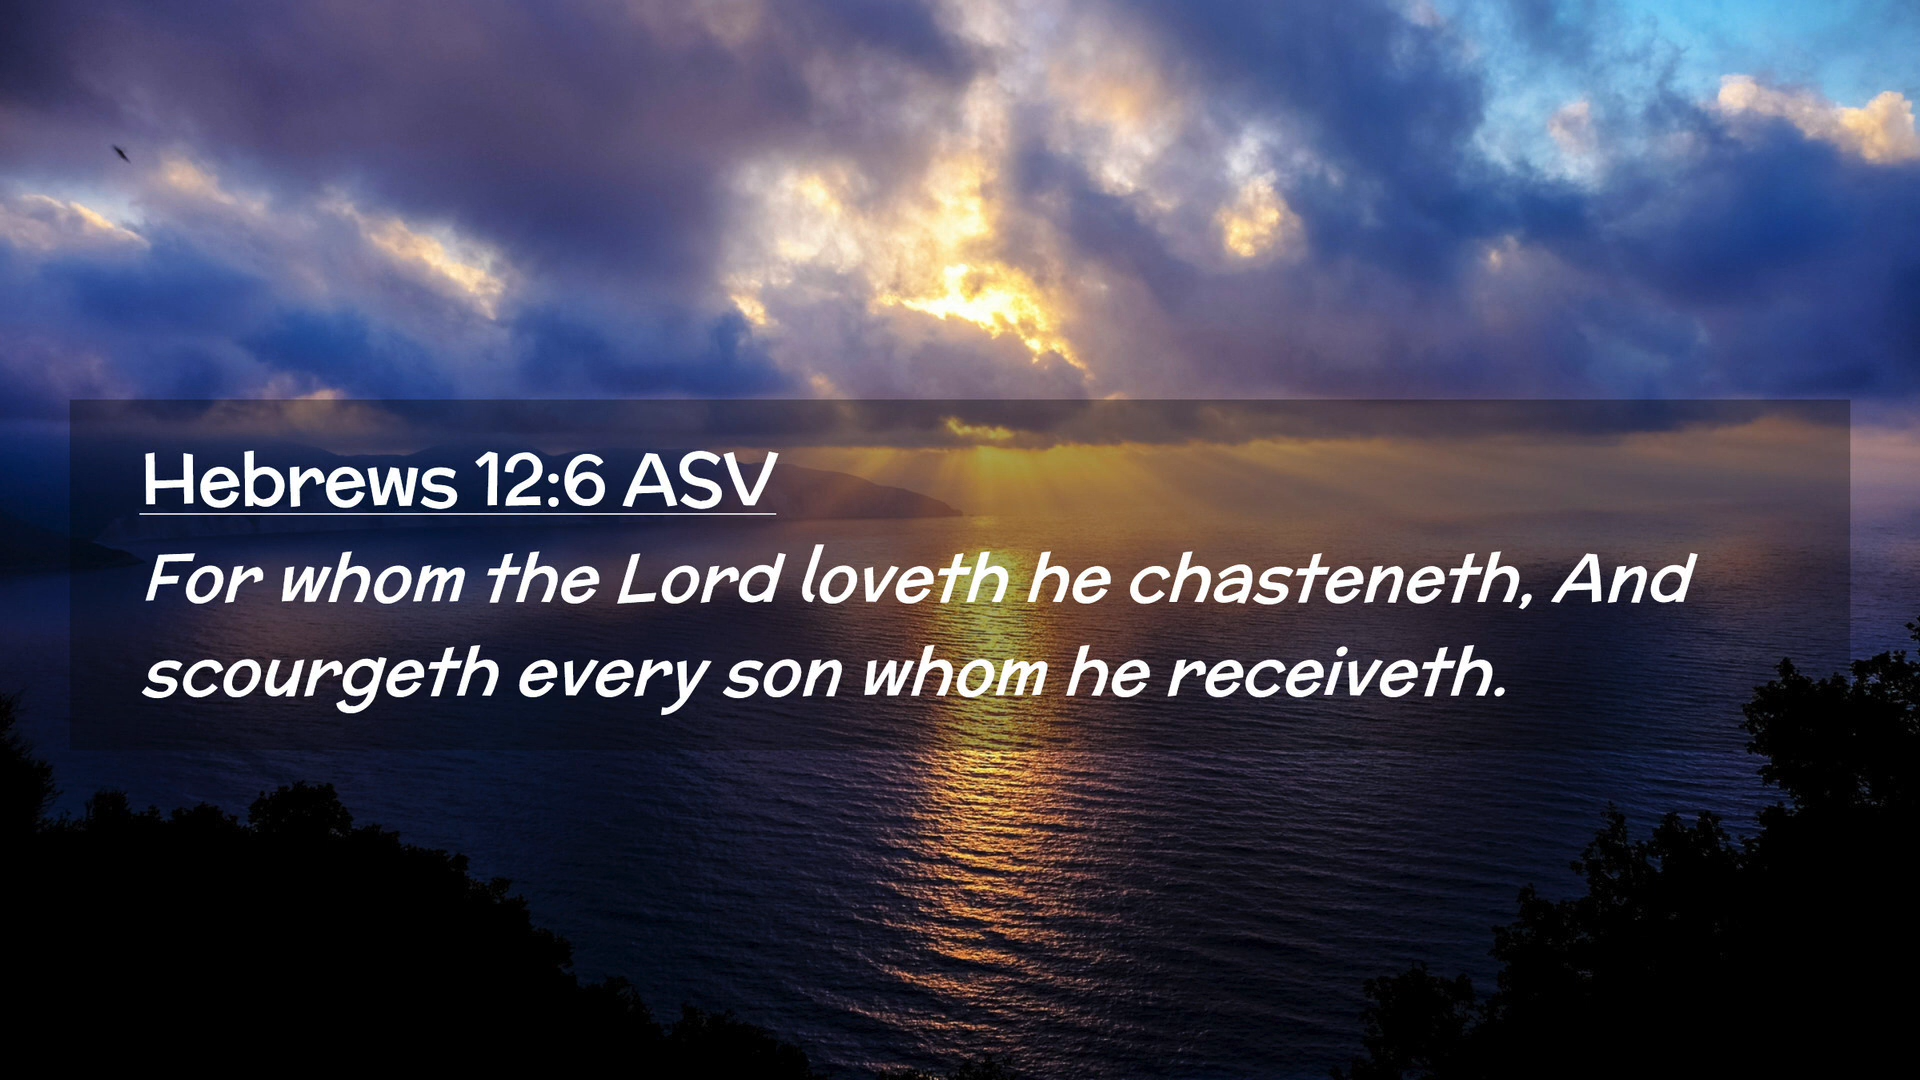 Hebrews 12:6 ASV
For whom the Lord loveth he chasteneth, And
scourgeth every son whom he receiveth.